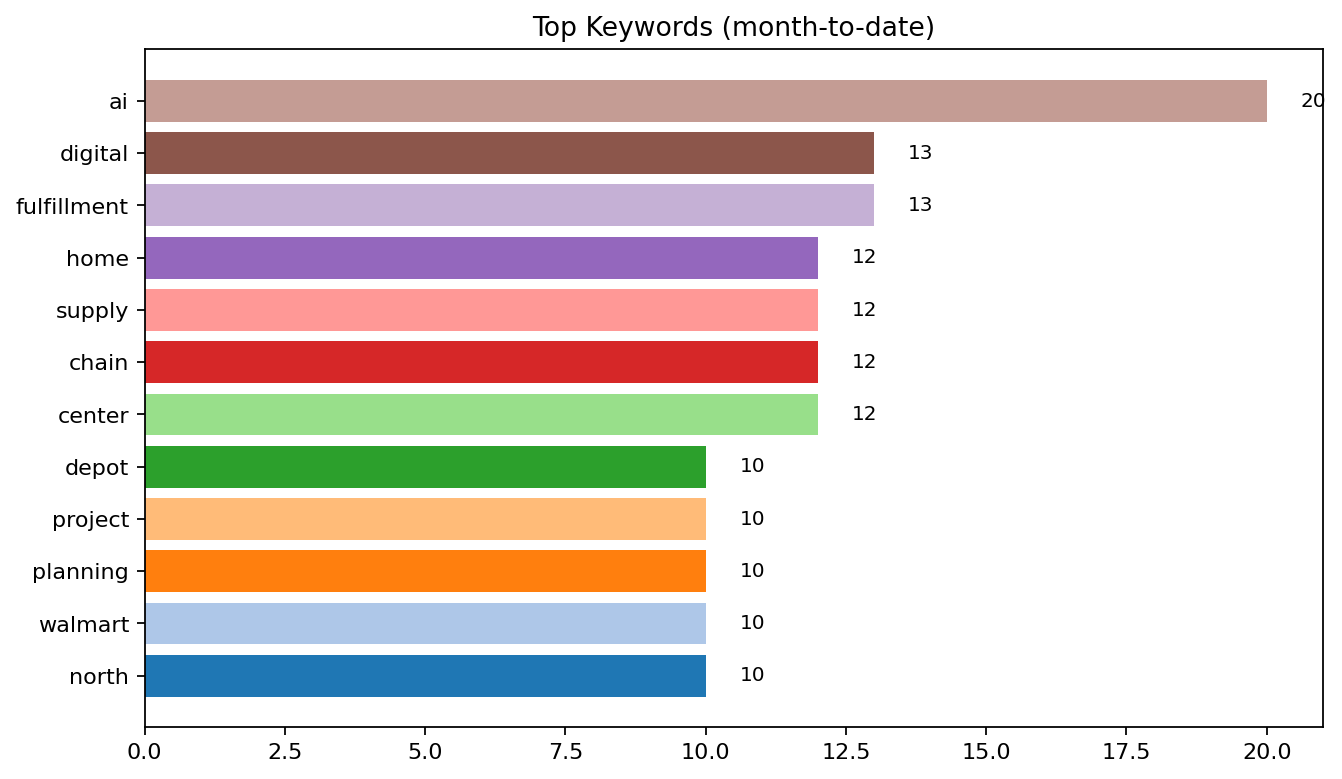 Top Keywords (month-to-date)
ai 20
digital 13
fulfillment 13
home 12
supply 12
chain 12
center 12
depot 10
project 10
planning 10
walmart 10
north 10
0.0 2.5 5.0 7.5 10.0 12.5 15.0 17.5 20.0